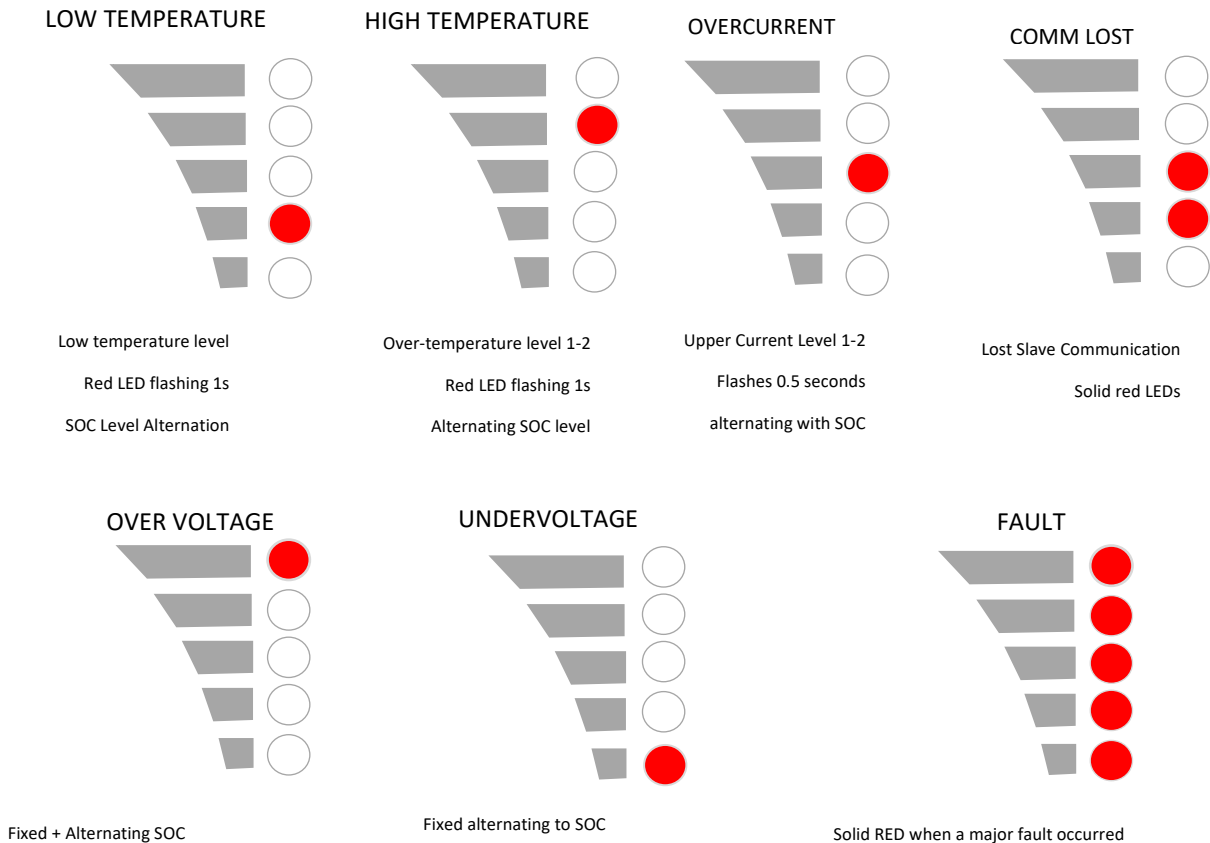 LOW TEMPERATURE
HIGH TEMPERATURE
OVERCURRENT
COMM LOST
Low temperature level
Red LED flashing 1s
SOC Level Alternation
Over-temperature level 1-2
Red LED flashing 1s
Alternating SOC level
Upper Current Level 1-2
Flashes 0.5 seconds
alternating with SOC
Lost Slave Communication
Solid red LEDs
OVER VOLTAGE
UNDERVOLTAGE
FAULT
Fixed + Alternating SOC
Fixed alternating to SOC
Solid RED when a major fault occurred